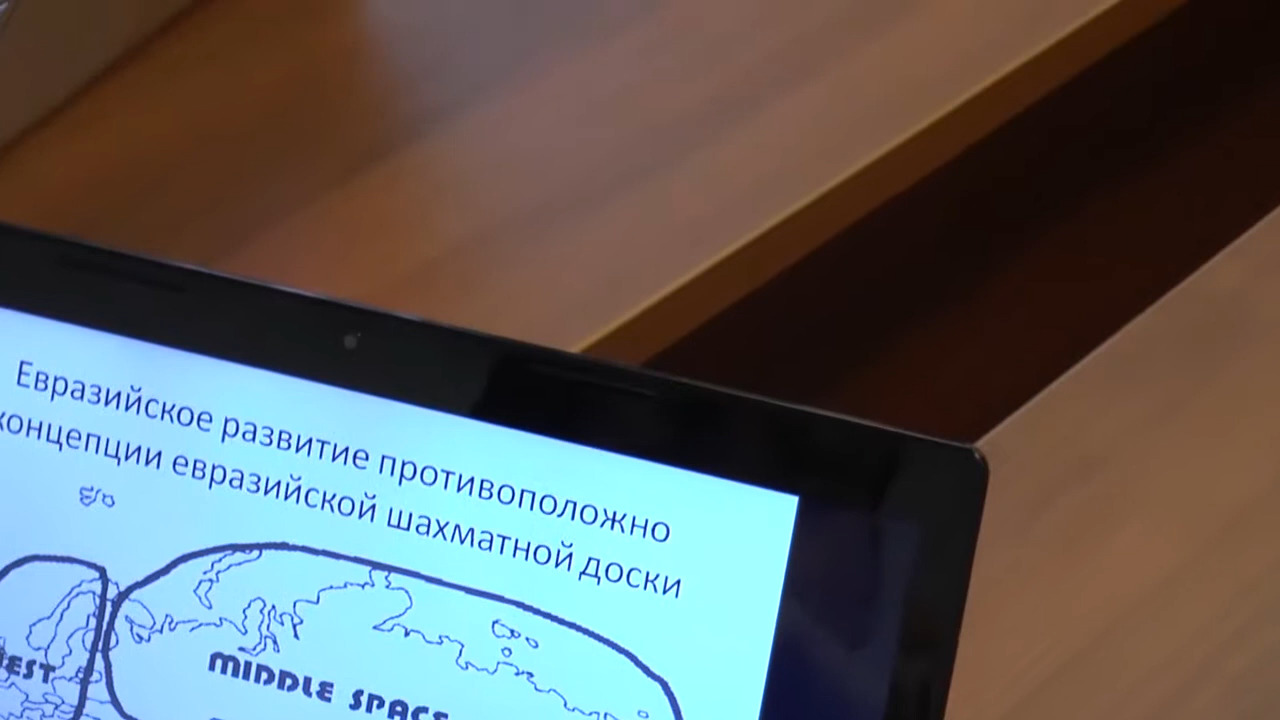 Евразийское развитие противоположно
концепции евразийской шахматной доски
MIDDLE SPACE